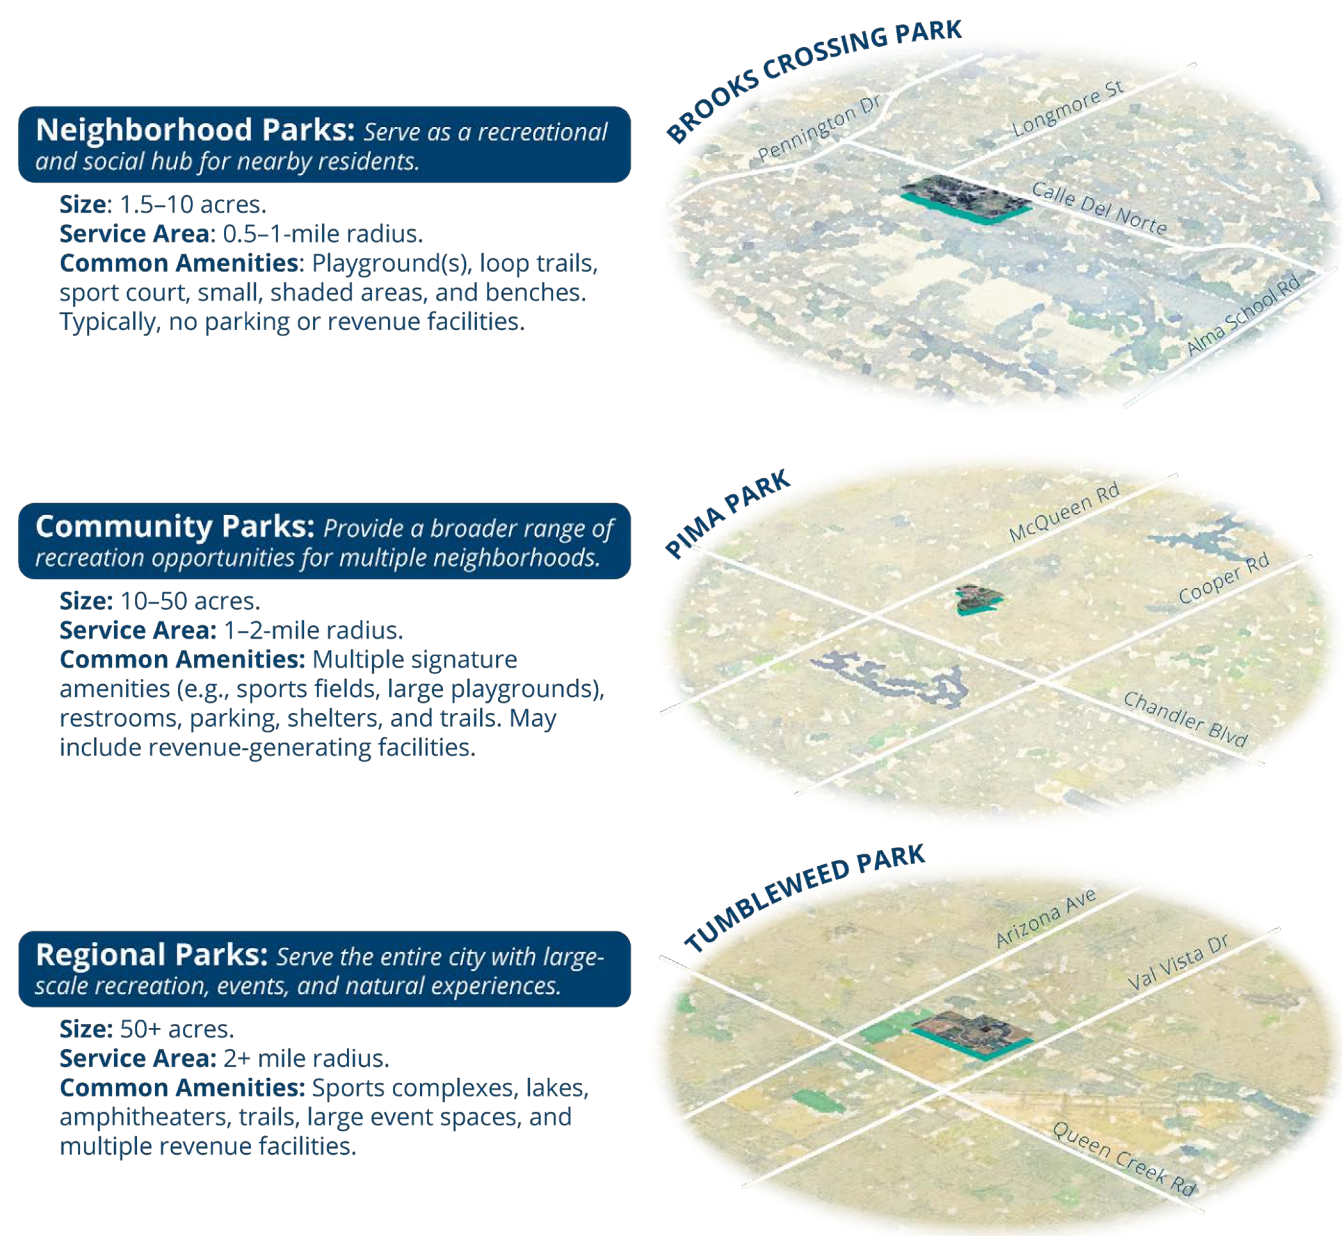 BROOKS CROSSING PARK
Pennington Dr
Longmore St
Calle Del Norte
Alma School Rd
Neighborhood Parks: Serve as a recreational
and social hub for nearby residents.
Size: 1.5–10 acres.
Service Area: 0.5–1-mile radius.
Common Amenities: Playground(s), loop trails,
sport court, small, shaded areas, and benches.
Typically, no parking or revenue facilities.
PIMA PARK
McQueen Rd
Cooper Rd
Chandler Blvd
Community Parks: Provide a broader range of
recreation opportunities for multiple neighborhoods.
Size: 10–50 acres.
Service Area: 1–2-mile radius.
Common Amenities: Multiple signature
amenities (e.g., sports fields, large playgrounds),
restrooms, parking, shelters, and trails. May
include revenue-generating facilities.
TUMBLEWEED PARK
Arizona Ave
Val Vista Dr
Queen Creek Rd
Regional Parks: Serve the entire city with large-
scale recreation, events, and natural experiences.
Size: 50+ acres.
Service Area: 2+ mile radius.
Common Amenities: Sports complexes, lakes,
amphitheaters, trails, large event spaces, and
multiple revenue facilities.